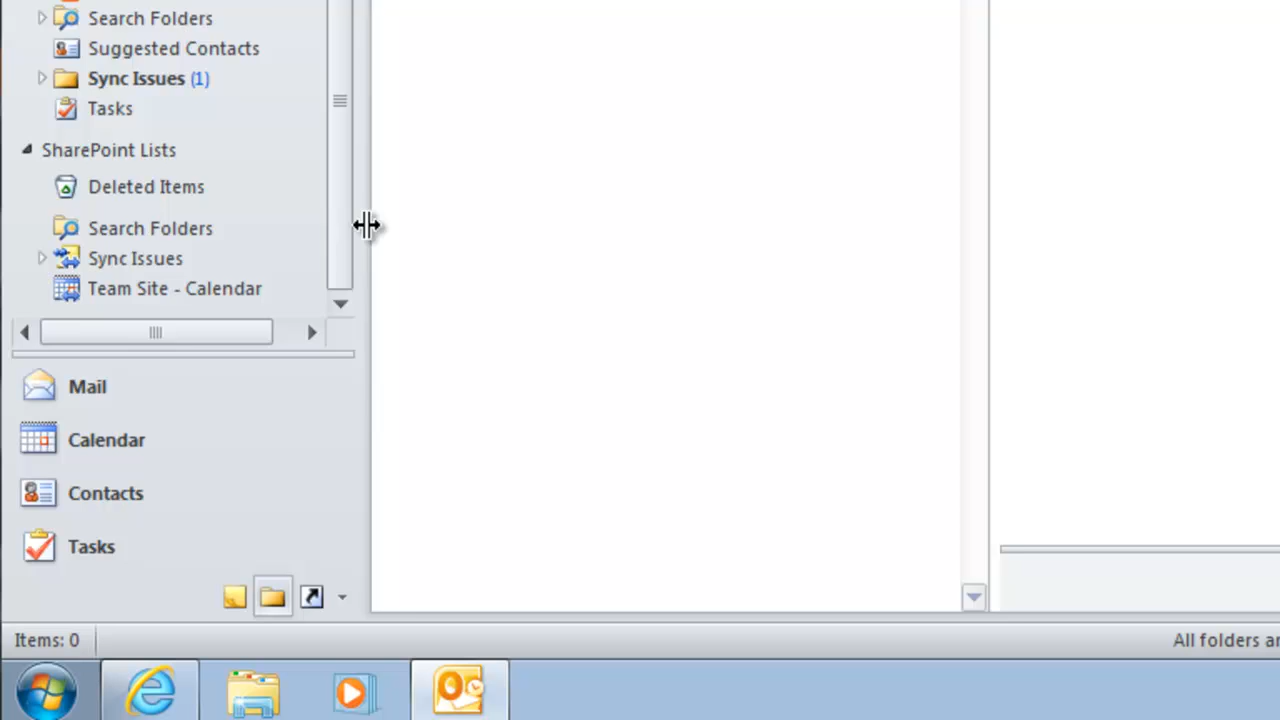 Search Folders
Suggested Contacts
Sync Issues (1)
Tasks
SharePoint Lists
Deleted Items
Search Folders
Sync Issues
Team Site - Calendar
Mail
Calendar
Contacts
Tasks
Items: 0
All folders